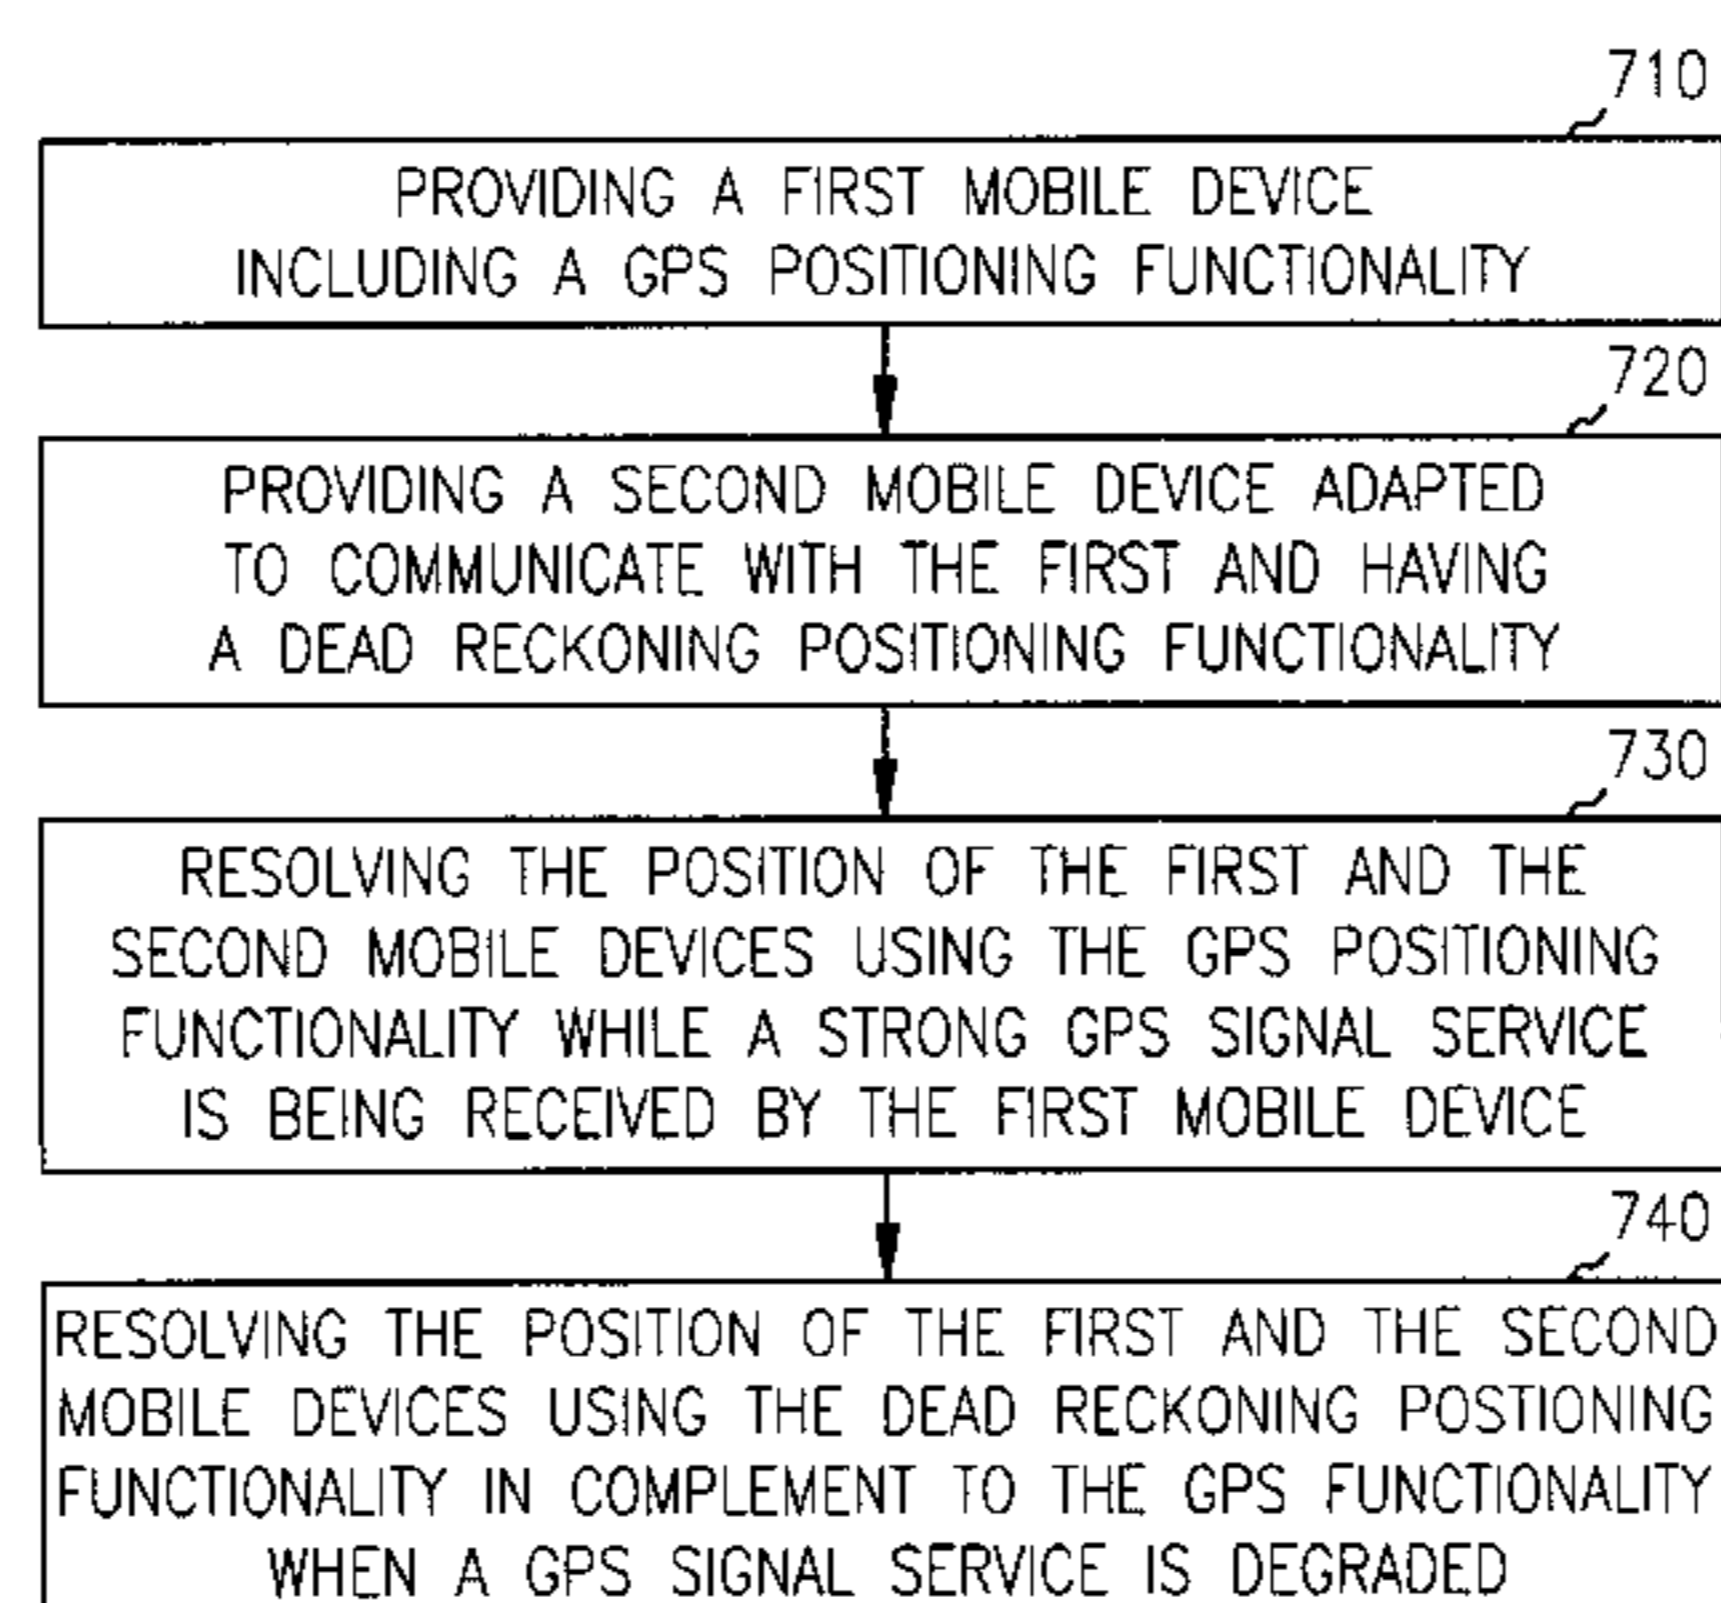 710
PROVIDING A FIRST MOBILE DEVICE
INCLUDING A GPS POSITIONING FUNCTIONALITY
720
PROVIDING A SECOND MOBILE DEVICE ADAPTED
TO COMMUNICATE WITH THE FIRST AND HAVING
A DEAD RECKONING POSITIONING FUNCTIONALITY
730
RESOLVING THE POSITION OF THE FIRST AND THE
SECOND MOBILE DEVICES USING THE GPS POSITIONING
FUNCTIONALITY WHILE A STRONG GPS SIGNAL SERVICE
IS BEING RECEIVED BY THE FIRST MOBILE DEVICE
740
RESOLVING THE POSITION OF THE FIRST AND THE SECOND
MOBILE DEVICES USING THE DEAD RECKONING POSTIONING
FUNCTIONALITY IN COMPLEMENT TO THE GPS FUNCTIONALITY
WHEN A GPS SIGNAL SERVICE IS DEGRADED